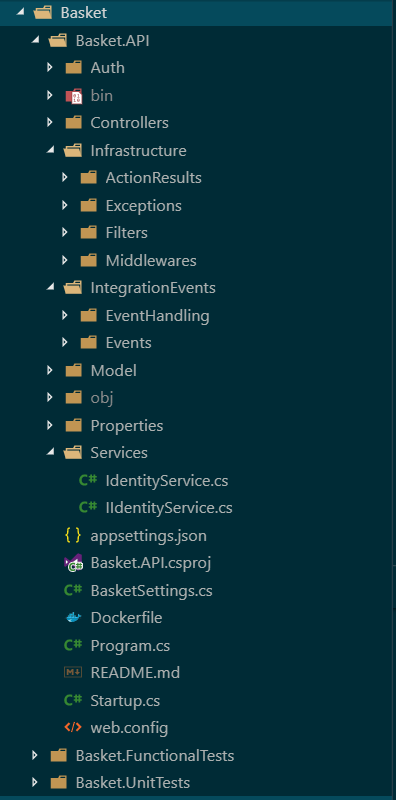 Basket
Basket.API
Auth
bin
Controllers
Infrastructure
ActionResults
Exceptions
Filters
Middlewares
IntegrationEvents
EventHandling
Events
Model
obj
Properties
Services
C# IdentityService.cs
C# IIdentityService.cs
{ } appsettings.json
Basket.API.csproj
C# BasketSettings.cs
Dockerfile
C# Program.cs
README.md
C# Startup.cs
</> web.config
Basket.FunctionalTests
Basket.UnitTests